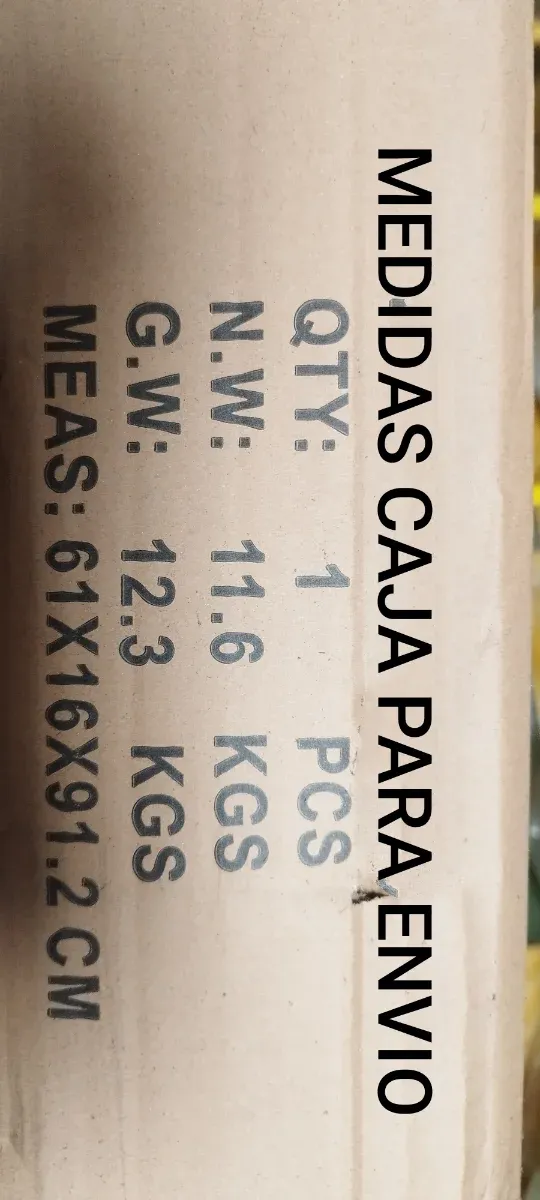 MEDIDAS CAJA PARA ENVIO
QTY: 1 PCS
N.W: 11.6 KGS
G.W: 12.3 KGS
MEAS: 61X16X91.2 CM